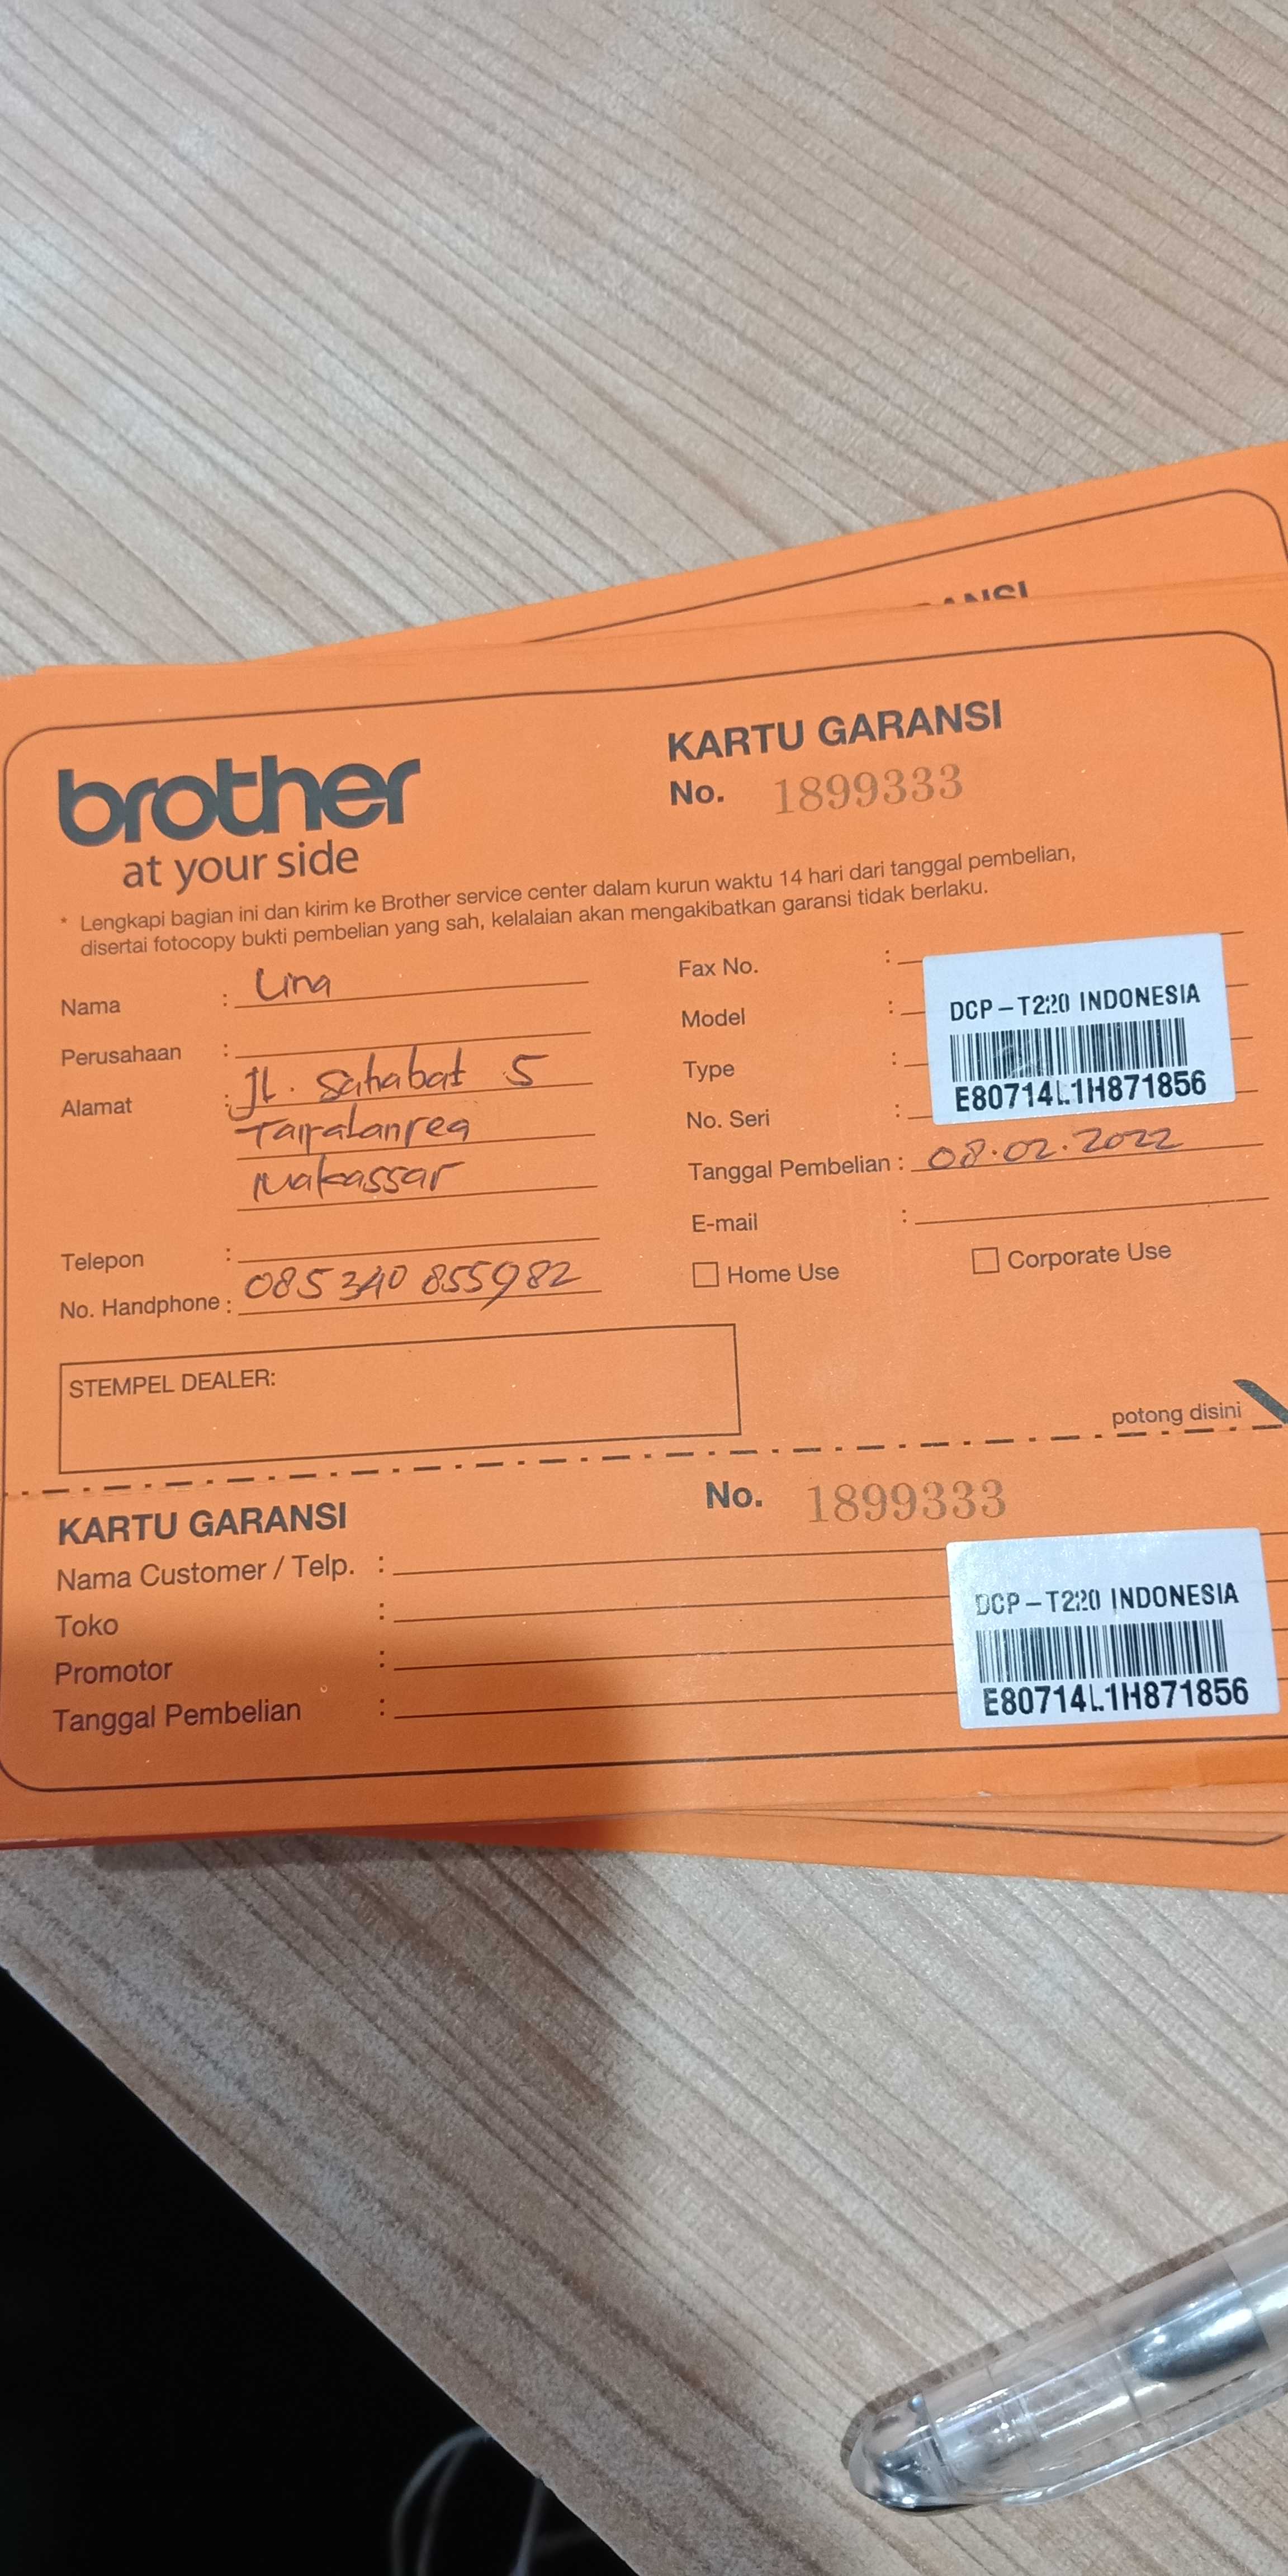 ANSI
brother
at your side
KARTU GARANSI
No. 1899333
* Lengkapi bagian ini dan kirim ke Brother service center dalam kurun waktu 14 hari dari tanggal pembelian,
disertai fotocopy bukti pembelian yang sah, kelalaian akan mengakibatkan garansi tidak berlaku.
Nama : Lina
Perusahaan :
Alamat : Jl. Sahabat 5
Tamalanrea
Makassar
Telepon :
No. Handphone : 085 340 855982
Fax No. :
Model :
Type :
No. Seri :
DCP-T220 INDONESIA
E80714L1H871856
Tanggal Pembelian : 08.02.2022
E-mail :
Home Use
Corporate Use
STEMPEL DEALER:
potong disini
KARTU GARANSI
No. 1899333
Nama Customer / Telp. :
Toko :
Promotor :
Tanggal Pembelian :
DCP-T220 INDONESIA
E80714L1H871856